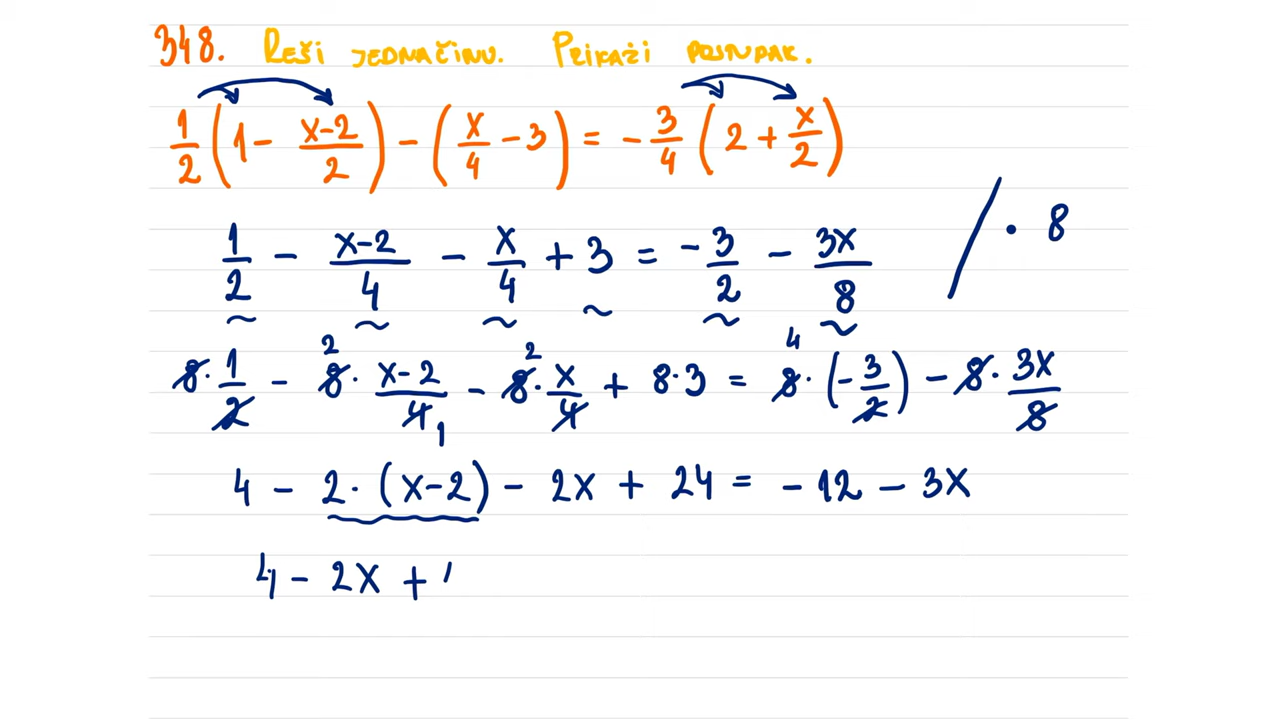 348. Reši jednačinu. Prikaži postupak.
1/2 (1 - (x-2)/2) - (x/4 - 3) = - 3/4 (2 + x/2)
1/2 - (x-2)/4 - x/4 + 3 = -3/2 - 3x/8 / · 8
8 · 1/2 - 8 · (x-2)/4 - 8 · x/4 + 8·3 = 8 · (-3/2) - 8 · 3x/8
4 - 2·(x-2) - 2x + 24 = -12 - 3x
4 - 2x +